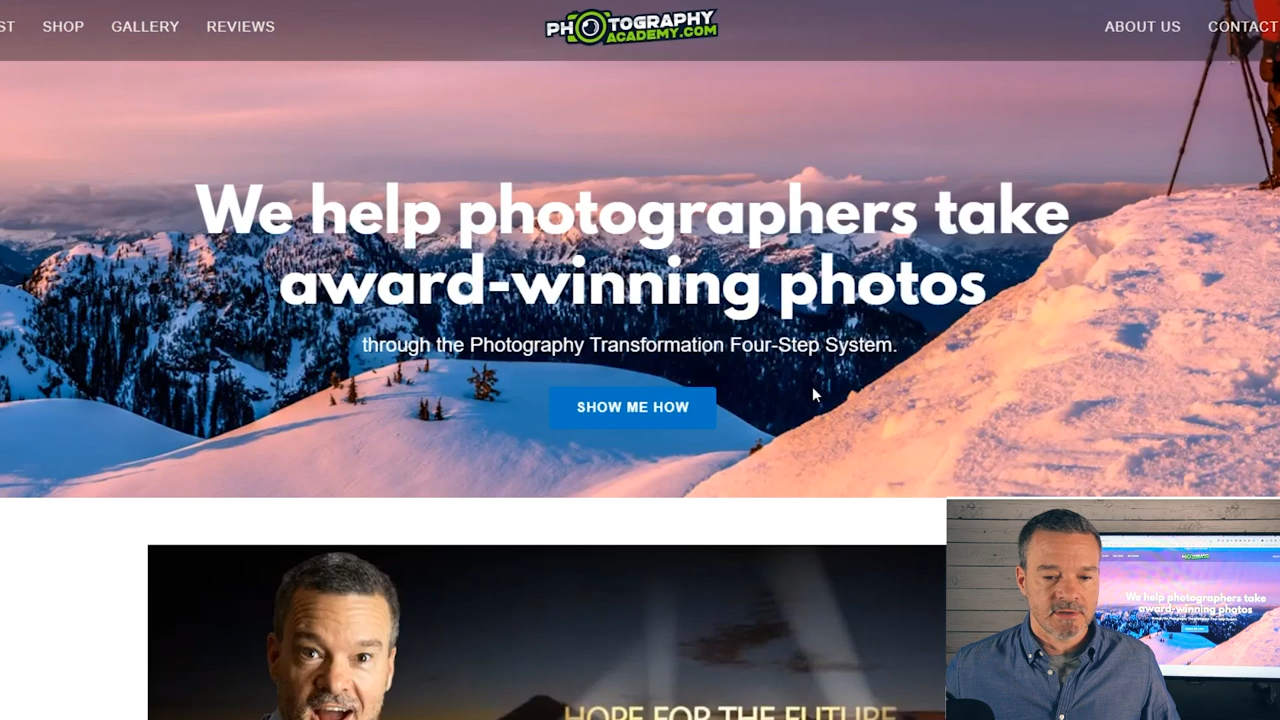 ST
SHOP
GALLERY
REVIEWS
PHOTOGRAPHY
ACADEMY.COM
ABOUT US
CONTACT
We help photographers take
award-winning photos
through the Photography Transformation Four-Step System.
SHOW ME HOW
HOPE FOR THE FUTURE
We help photographers take
award-winning photos